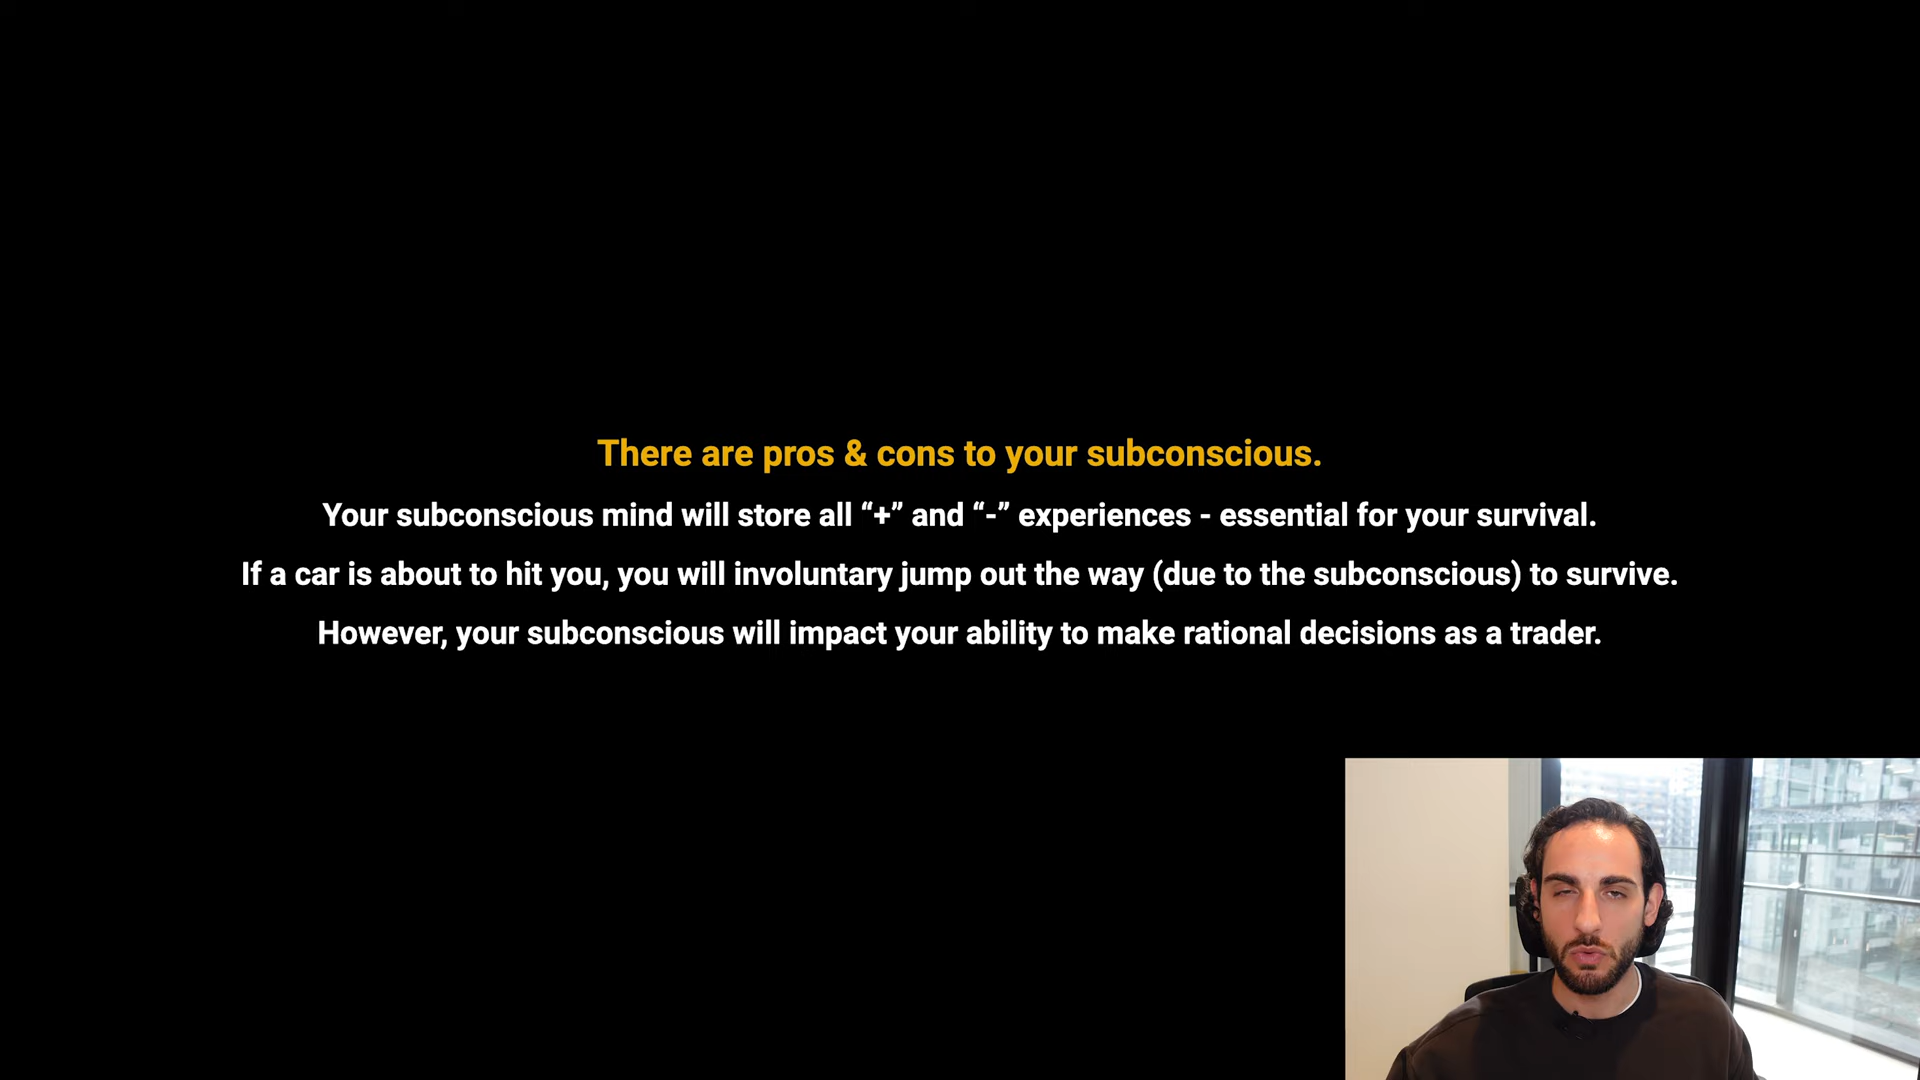 There are pros & cons to your subconscious.
Your subconscious mind will store all “+” and “-” experiences - essential for your survival.
If a car is about to hit you, you will involuntary jump out the way (due to the subconscious) to survive.
However, your subconscious will impact your ability to make rational decisions as a trader.